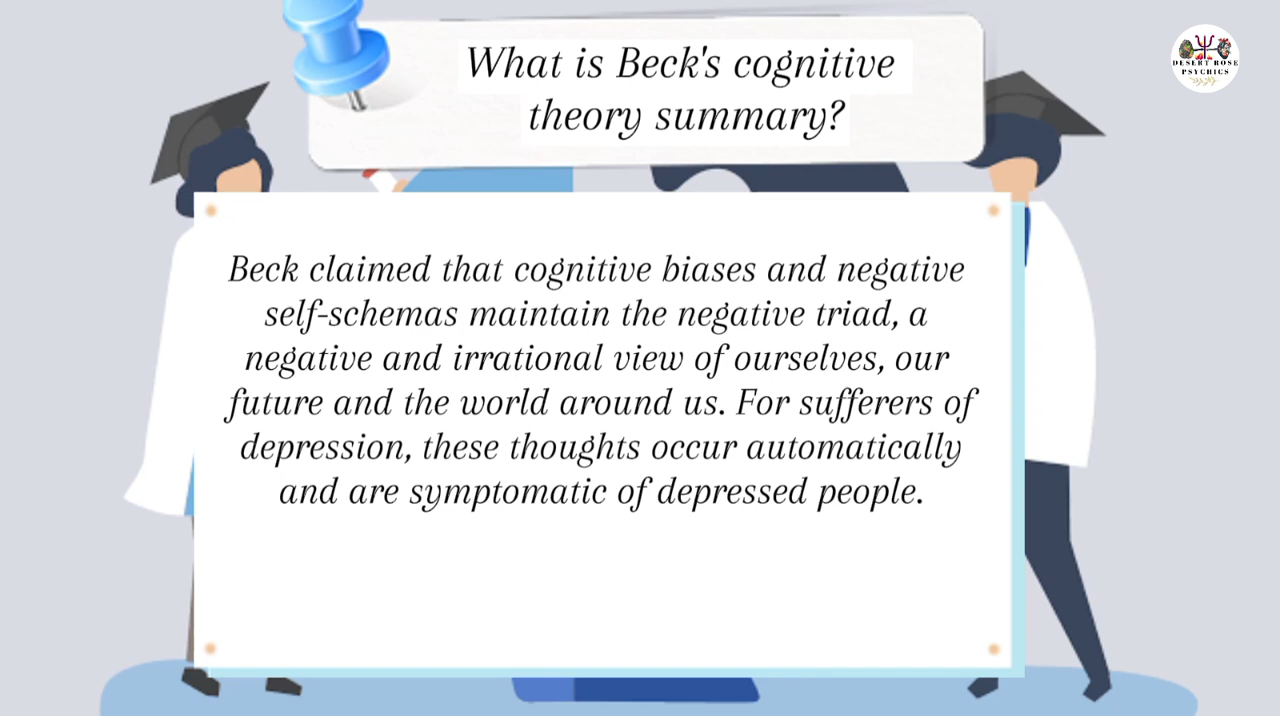 What is Beck's cognitive
theory summary?
DESERT ROSE
PSYCHICS
Beck claimed that cognitive biases and negative
self-schemas maintain the negative triad, a
negative and irrational view of ourselves, our
future and the world around us. For sufferers of
depression, these thoughts occur automatically
and are symptomatic of depressed people.